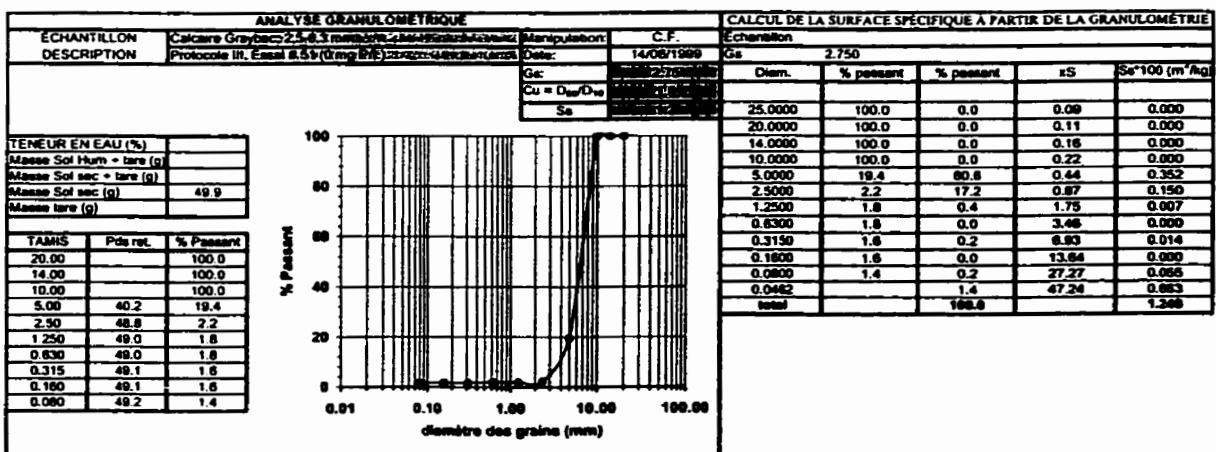 ANALYSE GRANULOMÉTRIQUE
ÉCHANTILLON Calcaire Graybec 2,5-6,3 Manipulation: C.F.
DESCRIPTION Protocole III, Essai Date: 14/06/1999
Gs:
Cu = D60/D10
Ss
TENEUR EN EAU (%)
Masse Sol Hum + tare (g)
Masse Sol sec + tare (g)
Masse Sol sec (g) 49.9
Masse tare (g)
TAMIS Pds ret. % Passant
20.00 100.0
14.00 100.0
10.00 100.0
5.00 40.2 19.4
2.50 48.8 2.2
1.250 49.0 1.8
0.630 49.0 1.8
0.315 49.1 1.6
0.160 49.1 1.6
0.080 49.2 1.4
% Passant
100
80
60
40
20
0
0.01 0.10 1.00 10.00 100.00
diamètre des grains (mm)
CALCUL DE LA SURFACE SPÉCIFIQUE À PARTIR DE LA GRANULOMÉTRIE
Échantillon
Gs 2.750
Diam. % passant % passant xS Ss*100 (m²/kg)
25.0000 100.0 0.0 0.09 0.000
20.0000 100.0 0.0 0.11 0.000
14.0000 100.0 0.0 0.16 0.000
10.0000 100.0 0.0 0.22 0.000
5.0000 19.4 80.6 0.44 0.352
2.5000 2.2 17.2 0.87 0.150
1.2500 1.8 0.4 1.75 0.007
0.6300 1.8 0.0 3.46 0.000
0.3150 1.6 0.2 6.93 0.014
0.1600 1.6 0.0 13.64 0.000
0.0800 1.4 0.2 27.27 0.055
0.0462 1.4 47.24 0.663
total